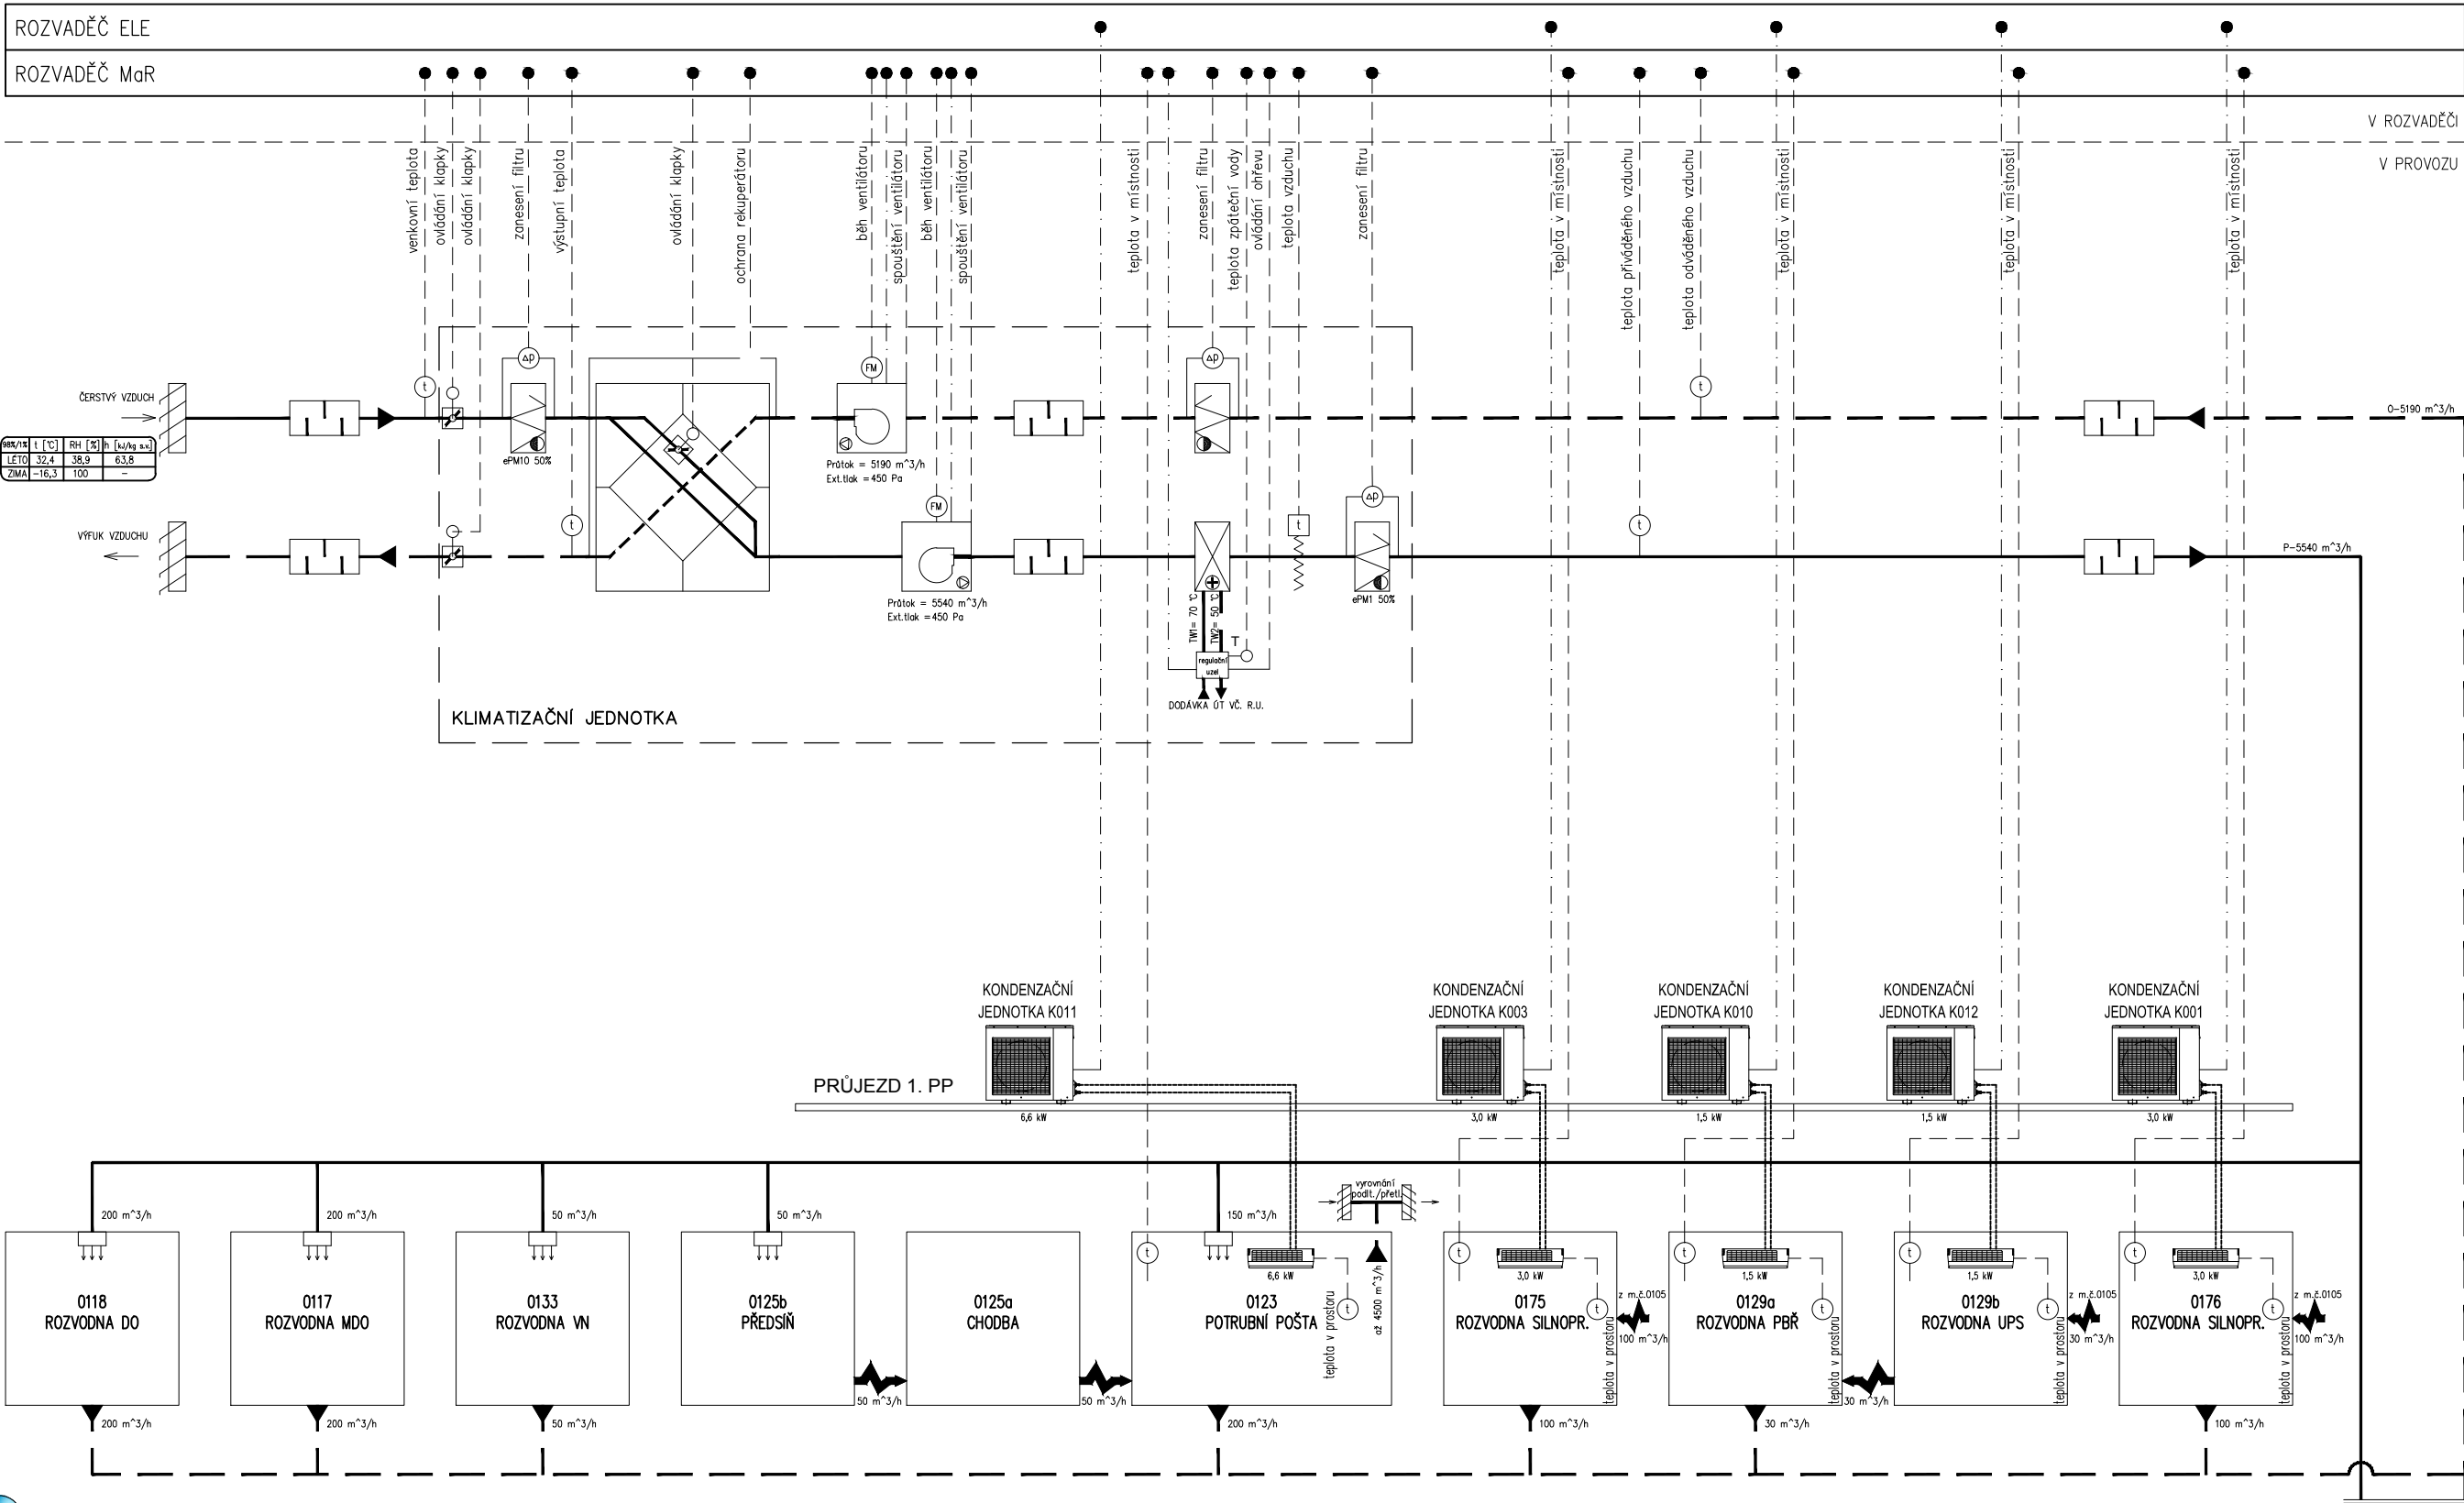 ROZVADĚČ ELE
ROZVADĚČ MaR
V ROZVADĚČI
V PROVOZU
venkovní teplota
ovládání klapky
ovládání klapky
zanesení filtru
výstupní teplota
ovládání klapky
ochrana rekuperátoru
běh ventilátoru
spouštění ventilátoru
běh ventilátoru
spouštění ventilátoru
teplota v místnosti
zanesení filtru
teplota zpáteční vody
ovládání ohřevu
teplota vzduchu
zanesení filtru
teplota v místnosti
teplota přiváděného vzduchu
teplota odváděného vzduchu
teplota v místnosti
teplota v místnosti
teplota v místnosti
Δp
FM
Δp
t
t
ČERSTVÝ VZDUCH
O-5190 m^3/h
98%/1% t [°C] RH [%] h [kJ/kg s.v.]
LÉTO 32,4 38,9 63,8
ZIMA -16,3 100 -
ePM10 50%
Průtok = 5190 m^3/h
Ext.tlak =450 Pa
FM
Δp
t
t
t
VÝFUK VZDUCHU
P-5540 m^3/h
Průtok = 5540 m^3/h
Ext.tlak =450 Pa
TW1= 70 °C
TW2= 50 °C
ePM1 50%
T
regulační
uzel
DODÁVKA ÚT VČ. R.U.
KLIMATIZAČNÍ JEDNOTKA
KONDENZAČNÍ
JEDNOTKA K011
KONDENZAČNÍ
JEDNOTKA K003
KONDENZAČNÍ
JEDNOTKA K010
KONDENZAČNÍ
JEDNOTKA K012
KONDENZAČNÍ
JEDNOTKA K001
PRŮJEZD 1. PP
6,6 kW
3,0 kW
1,5 kW
1,5 kW
3,0 kW
vyrovnání
podtl./přetl.
200 m^3/h
200 m^3/h
50 m^3/h
50 m^3/h
150 m^3/h
až 4500 m^3/h
t
t
t
t
t
6,6 kW
3,0 kW
1,5 kW
1,5 kW
3,0 kW
0118
ROZVODNA DO
0117
ROZVODNA MDO
0133
ROZVODNA VN
0125b
PŘEDSÍŇ
0125a
CHODBA
0123
POTRUBNÍ POŠTA
t
teplota v prostoru
0175
ROZVODNA SILNOPR.
t
teplota v prostoru
z m.č.0105
100 m^3/h
0129a
ROZVODNA PBŘ
t
teplota v prostoru
0129b
ROZVODNA UPS
t
teplota v prostoru
z m.č.0105
30 m^3/h
0176
ROZVODNA SILNOPR.
t
teplota v prostoru
z m.č.0105
100 m^3/h
50 m^3/h
50 m^3/h
30 m^3/h
200 m^3/h
200 m^3/h
50 m^3/h
200 m^3/h
100 m^3/h
30 m^3/h
100 m^3/h